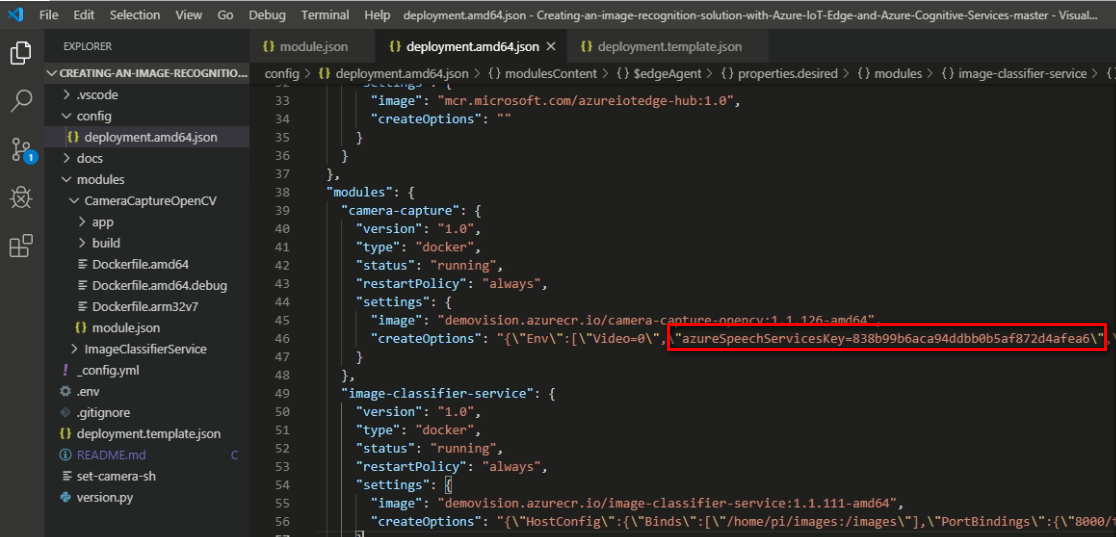 File Edit Selection View Go Debug Terminal Help deployment.amd64.json - Creating-an-image-recognition-solution-with-Azure-IoT-Edge-and-Azure-Cognitive-Services-master - Visual...
EXPLORER
CREATING-AN-IMAGE-RECOGNITIO...
.vscode
config
{} deployment.amd64.json
docs
modules
CameraCaptureOpenCV
app
build
Dockerfile.amd64
Dockerfile.amd64.debug
Dockerfile.arm32v7
{} module.json
ImageClassifierService
! _config.yml
.env
.gitignore
{} deployment.template.json
README.md C
set-camera-sh
version.py
1
{} module.json {} deployment.amd64.json × {} deployment.template.json
config > {} deployment.amd64.json > {} modulesContent > {} $edgeAgent > {} properties.desired > {} modules > {} image-classifier-service > {}
32 "settings": {
33 "image": "mcr.microsoft.com/azureiotedge-hub:1.0",
34 "createOptions": ""
35 }
36 }
37 },
38 "modules": {
39 "camera-capture": {
40 "version": "1.0",
41 "type": "docker",
42 "status": "running",
43 "restartPolicy": "always",
44 "settings": {
45 "image": "demovision.azurecr.io/camera-capture-opencv:1.1.126-amd64",
46 "createOptions": "{\"Env\":[\"Video=0\",\"azureSpeechServicesKey=838b99b6aca94ddbb0b5af872d4afea6\",\
47 }
48 },
49 "image-classifier-service": {
50 "version": "1.0",
51 "type": "docker",
52 "status": "running",
53 "restartPolicy": "always",
54 "settings": {
55 "image": "demovision.azurecr.io/image-classifier-service:1.1.111-amd64",
56 "createOptions": "{\"HostConfig\":{\"Binds\":[\"/home/pi/images:/images\"],\"PortBindings\":{\"8000/t
57 }